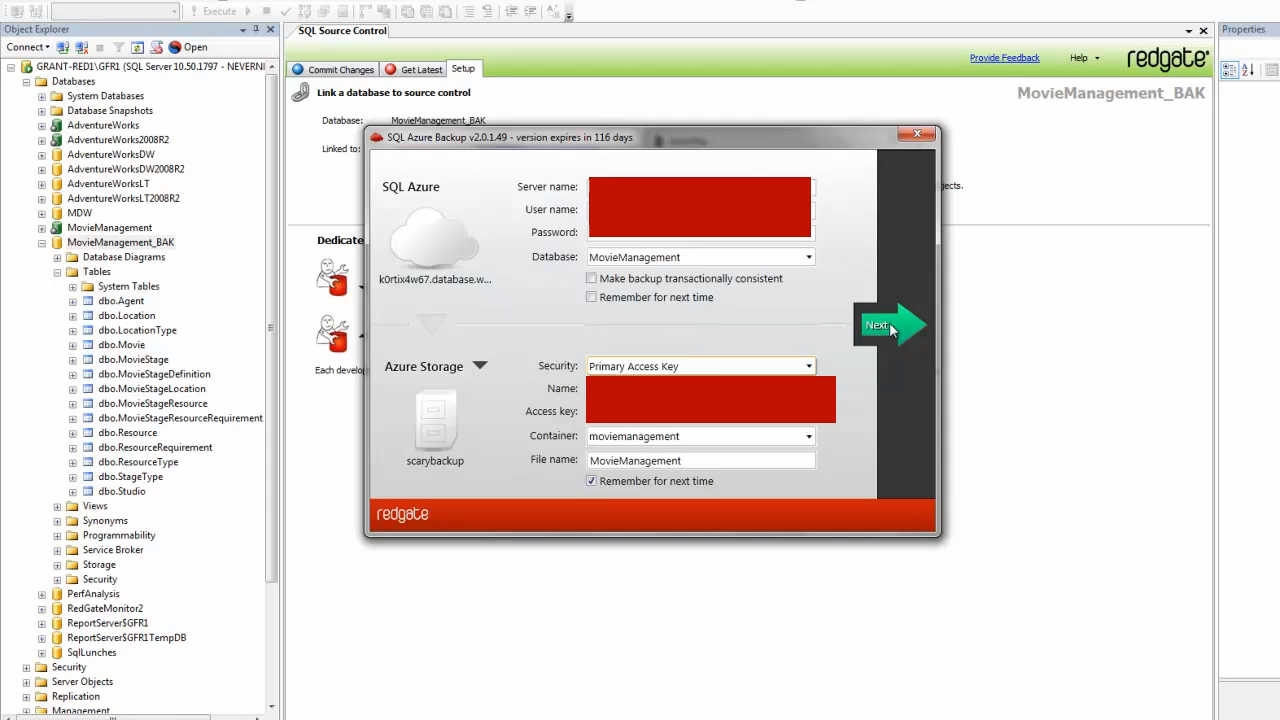 Execute
Object Explorer
Connect
Open
GRANT-RED1\GFR1 (SQL Server 10.50.1797 - NEVERNI
Databases
System Databases
Database Snapshots
AdventureWorks
AdventureWorks2008R2
AdventureWorksDW
AdventureWorksDW2008R2
AdventureWorksLT
AdventureWorksLT2008R2
MDW
MovieManagement
MovieManagement_BAK
Database Diagrams
Tables
System Tables
dbo.Agent
dbo.Location
dbo.LocationType
dbo.Movie
dbo.MovieStage
dbo.MovieStageDefinition
dbo.MovieStageLocation
dbo.MovieStageResource
dbo.MovieStageResourceRequirement
dbo.Resource
dbo.ResourceRequirement
dbo.ResourceType
dbo.StageType
dbo.Studio
Views
Synonyms
Programmability
Service Broker
Storage
Security
PerfAnalysis
RedGateMonitor2
ReportServer$GFR1
ReportServer$GFR1TempDB
SqlLunches
Security
Server Objects
Replication
Management
SQL Source Control
Commit Changes
Get Latest
Setup
Provide Feedback
Help
redgate
Link a database to source control
MovieManagement_BAK
Database: MovieManagement_BAK
Linked to:
jects.
Dedicate
Each develop
SQL Azure Backup v2.0.1.49 - version expires in 116 days
SQL Azure
k0rtix4w67.database.w...
Server name:
User name:
Password:
Database: MovieManagement
Make backup transactionally consistent
Remember for next time
Next
Azure Storage
scarybackup
Security: Primary Access Key
Name:
Access key:
Container: moviemanagement
File name: MovieManagement
Remember for next time
redgate
Properties